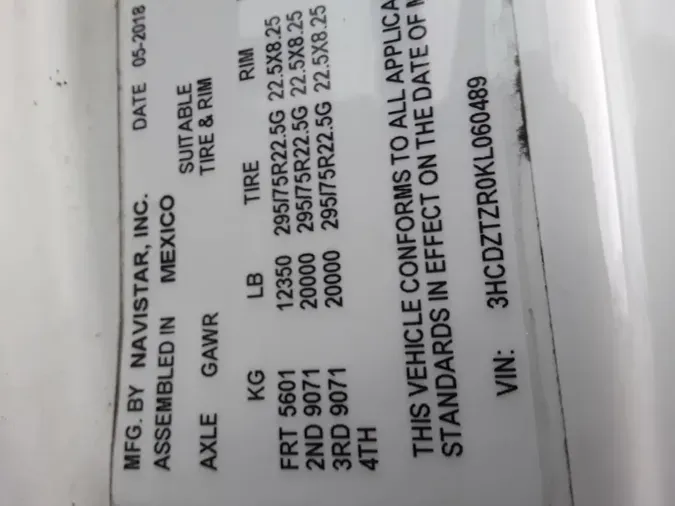 MFG. BY NAVISTAR, INC. DATE 05-2018
ASSEMBLED IN MEXICO
SUITABLE
AXLE GAWR TIRE & RIM
KG LB TIRE RIM
FRT 5601 12350 295/75R22.5G 22.5X8.25
2ND 9071 20000 295/75R22.5G 22.5X8.25
3RD 9071 20000 295/75R22.5G 22.5X8.25
4TH
THIS VEHICLE CONFORMS TO ALL APPLICA
STANDARDS IN EFFECT ON THE DATE OF M
VIN: 3HCDZTZR0KL060489